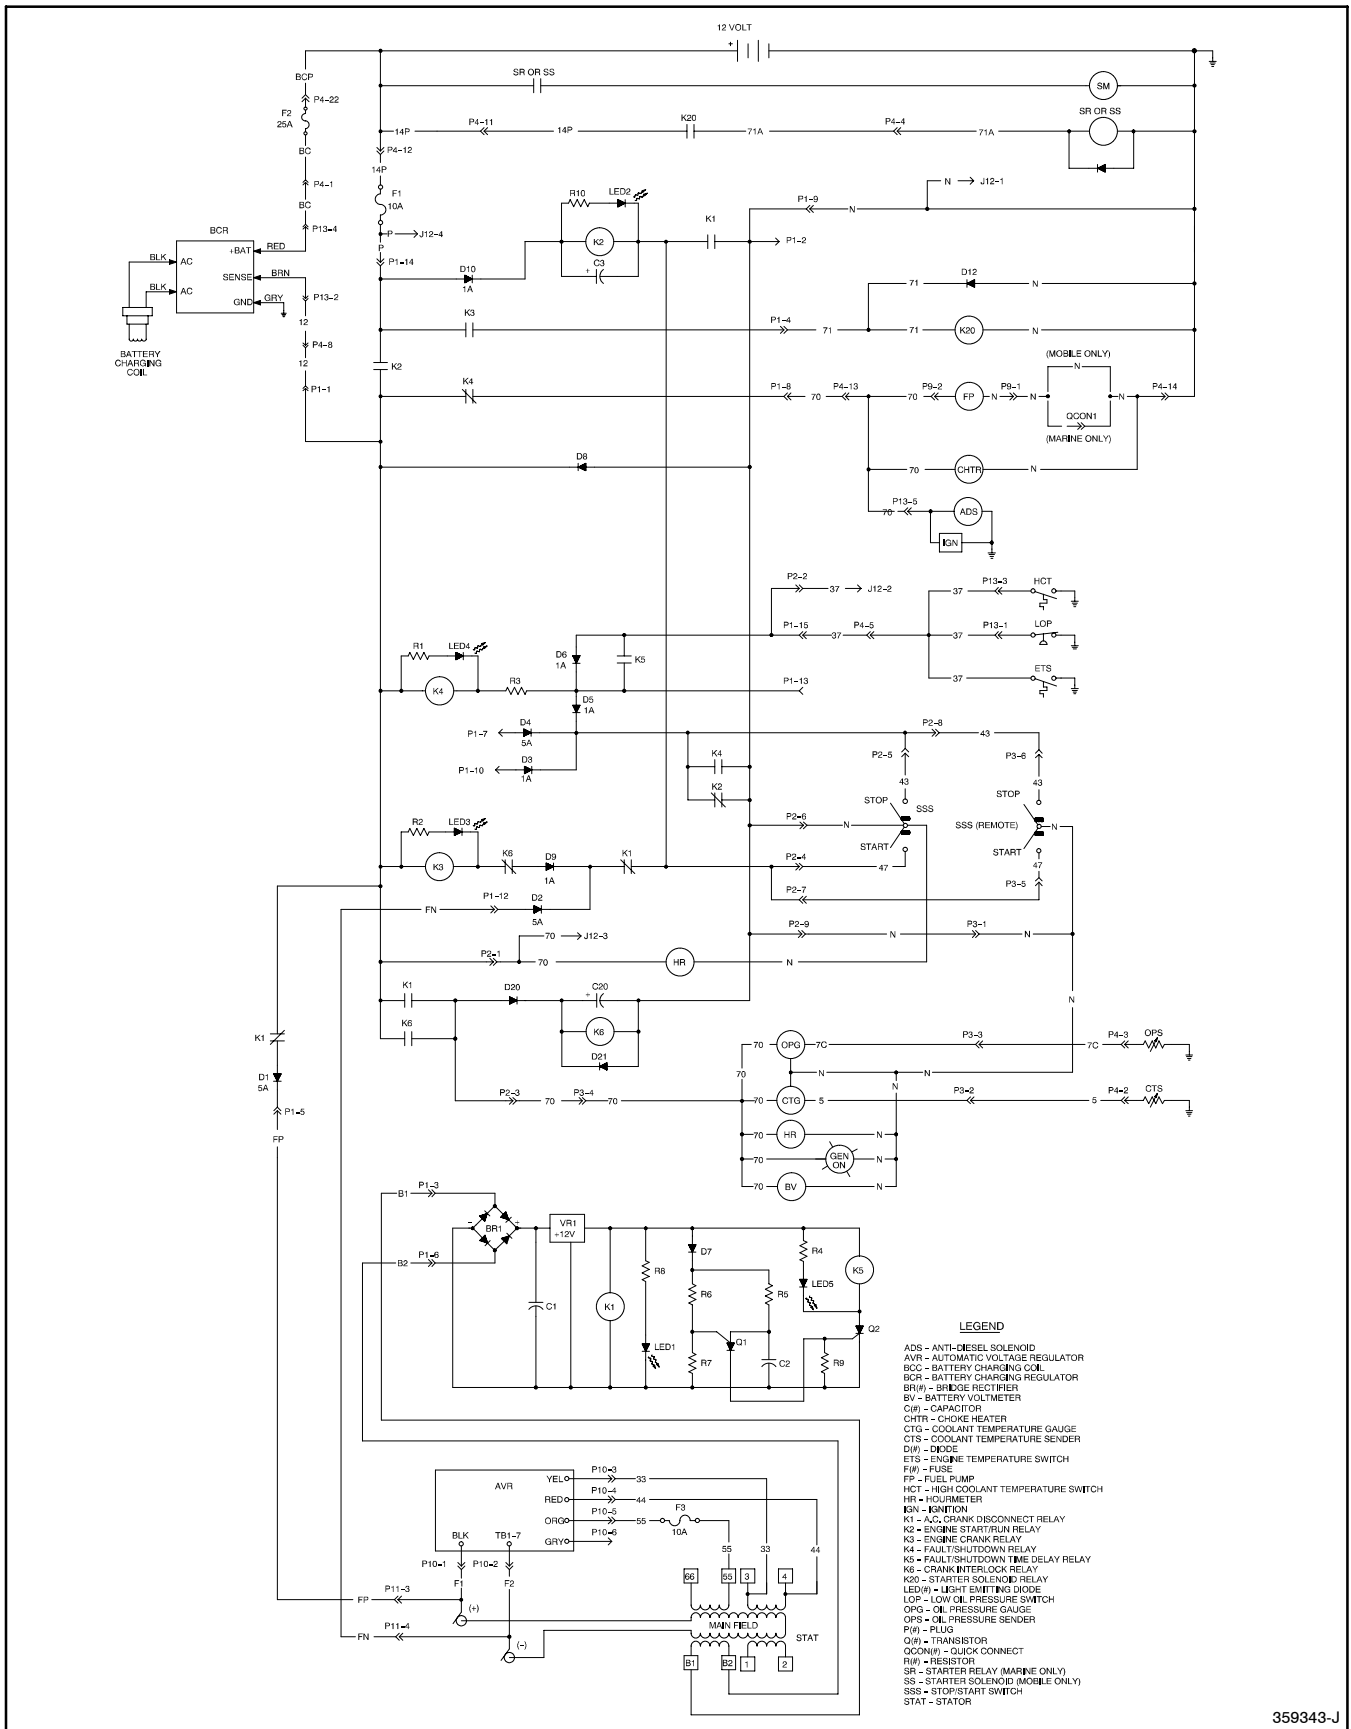 12 VOLT
+
SR OR SS
SM
BCP
P4-22
F2
25A
SR OR SS
14P
P4-11
14P
K20
71A
P4-4
71A
P4-12
BC
14P
P4-1
N
J12-1
F1
10A
R10
LED2
BC
P1-9
N
K1
P13-4
P
J12-4
BCR
K2
P1-2
+BAT
RED
P
BLK
AC
P1-14
C3
+
D10
1A
SENSE
BRN
71
D12
N
BLK
AC
GND
GRY
P13-2
K3
12
P1-4
71
71
K20
N
P4-8
BATTERY
CHARGING
COIL
12
K2
(MOBILE ONLY)
N
P1-1
K4
P1-8
70
P4-13
70
P9-2
FP
N
P9-1
N
N
P4-14
QCON1
(MARINE ONLY)
D8
70
CHTR
N
P13-5
70
ADS
IGN
P2-2
37
J12-2
37
P13-3
HCT
P1-15
37
P4-5
37
P13-1
LOP
R1
LED4
D6
1A
K5
ETS
37
K4
R3
P1-13
D5
1A
P1-7
D4
5A
P2-8
43
P2-5
P3-6
P1-10
D3
1A
K4
43
43
K2
STOP
SSS
STOP
R2
LED3
P2-6
N
SSS (REMOTE)
N
START
START
K3
K6
D9
1A
K1
P2-4
47
47
P2-7
P3-5
FN
P1-12
D2
5A
P2-9
N
P3-1
N
70
J12-3
P2-1
70
HR
N
K1
D20
+
C20
N
K6
K6
K1
D21
70
OPG
7C
P3-3
7C
P4-3
OPS
70
N
N
D1
5A
N
P2-3
70
P3-4
70
70
CTG
5
P3-2
5
P4-2
CTS
P1-5
70
HR
N
FP
70
GEN
ON
N
70
BV
N
B1
P1-3
-
BR1
+
VR1
+12V
B2
P1-6
D7
R4
R8
K5
R6
R5
LED5
C1
K1
Q1
Q2
LED1
R7
C2
R9
LEGEND
ADS - ANTI-DIESEL SOLENOID
AVR - AUTOMATIC VOLTAGE REGULATOR
BCC - BATTERY CHARGING COIL
BCR - BATTERY CHARGING REGULATOR
BR(#) - BRIDGE RECTIFIER
BV - BATTERY VOLTMETER
C(#) - CAPACITOR
CHTR - CHOKE HEATER
CTG - COOLANT TEMPERATURE GAUGE
CTS - COOLANT TEMPERATURE SENDER
D(#) - DIODE
ETS - ENGINE TEMPERATURE SWITCH
F(#) - FUSE
FP - FUEL PUMP
HCT - HIGH COOLANT TEMPERATURE SWITCH
HR - HOURMETER
IGN - IGNITION
K1 - A.C. CRANK DISCONNECT RELAY
K2 - ENGINE START/RUN RELAY
K3 - ENGINE CRANK RELAY
K4 - FAULT/SHUTDOWN RELAY
K5 - FAULT/SHUTDOWN TIME DELAY RELAY
K6 - CRANK INTERLOCK RELAY
K20 - STARTER SOLENOID RELAY
LED(#) - LIGHT EMITTING DIODE
LOP - LOW OIL PRESSURE SWITCH
OPG - OIL PRESSURE GAUGE
OPS - OIL PRESSURE SENDER
P(#) - PLUG
Q(#) - TRANSISTOR
QCON(#) - QUICK CONNECT
R(#) - RESISTOR
SR - STARTER RELAY (MARINE ONLY)
SS - STARTER SOLENOID (MOBILE ONLY)
SSS - STOP/START SWITCH
STAT - STATOR
AVR
YEL
P10-3
33
RED
P10-4
44
ORG
P10-5
55
F3
10A
GRY
P10-6
BLK
TB1-7
P10-1
P10-2
55
33
44
F1
F2
66
55
3
4
FP
P11-3
(+)
FN
P11-4
(-)
MAIN FIELD
STAT
B1
B2
1
2
359343-J